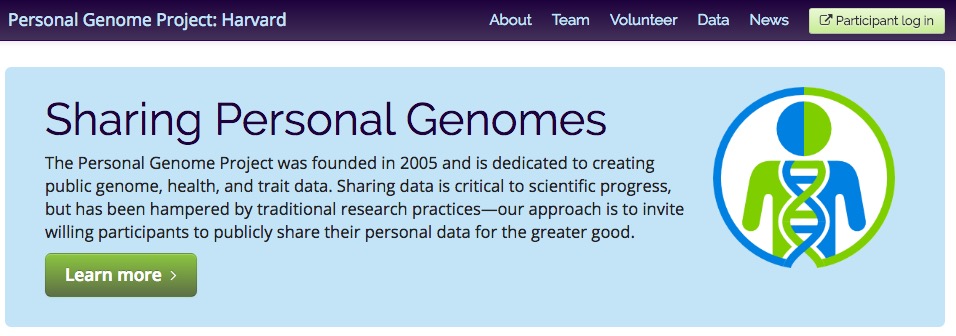 Personal Genome Project: Harvard
About Team Volunteer Data News Participant log in
Sharing Personal Genomes
The Personal Genome Project was founded in 2005 and is dedicated to creating
public genome, health, and trait data. Sharing data is critical to scientific progress,
but has been hampered by traditional research practices—our approach is to invite
willing participants to publicly share their personal data for the greater good.
Learn more ›